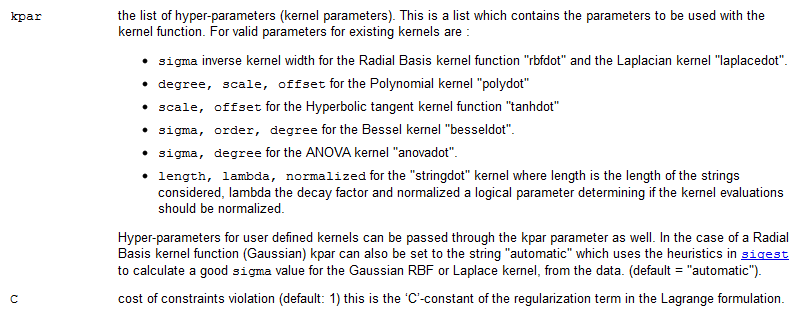 kpar the list of hyper-parameters (kernel parameters). This is a list which contains the parameters to be used with the
kernel function. For valid parameters for existing kernels are :
• sigma inverse kernel width for the Radial Basis kernel function "rbfdot" and the Laplacian kernel "laplacedot".
• degree, scale, offset for the Polynomial kernel "polydot"
• scale, offset for the Hyperbolic tangent kernel function "tanhdot"
• sigma, order, degree for the Bessel kernel "besseldot".
• sigma, degree for the ANOVA kernel "anovadot".
• length, lambda, normalized for the "stringdot" kernel where length is the length of the strings
considered, lambda the decay factor and normalized a logical parameter determining if the kernel evaluations
should be normalized.
Hyper-parameters for user defined kernels can be passed through the kpar parameter as well. In the case of a Radial
Basis kernel function (Gaussian) kpar can also be set to the string "automatic" which uses the heuristics in sigest
to calculate a good sigma value for the Gaussian RBF or Laplace kernel, from the data. (default = "automatic").
C cost of constraints violation (default: 1) this is the ‘C’-constant of the regularization term in the Lagrange formulation.